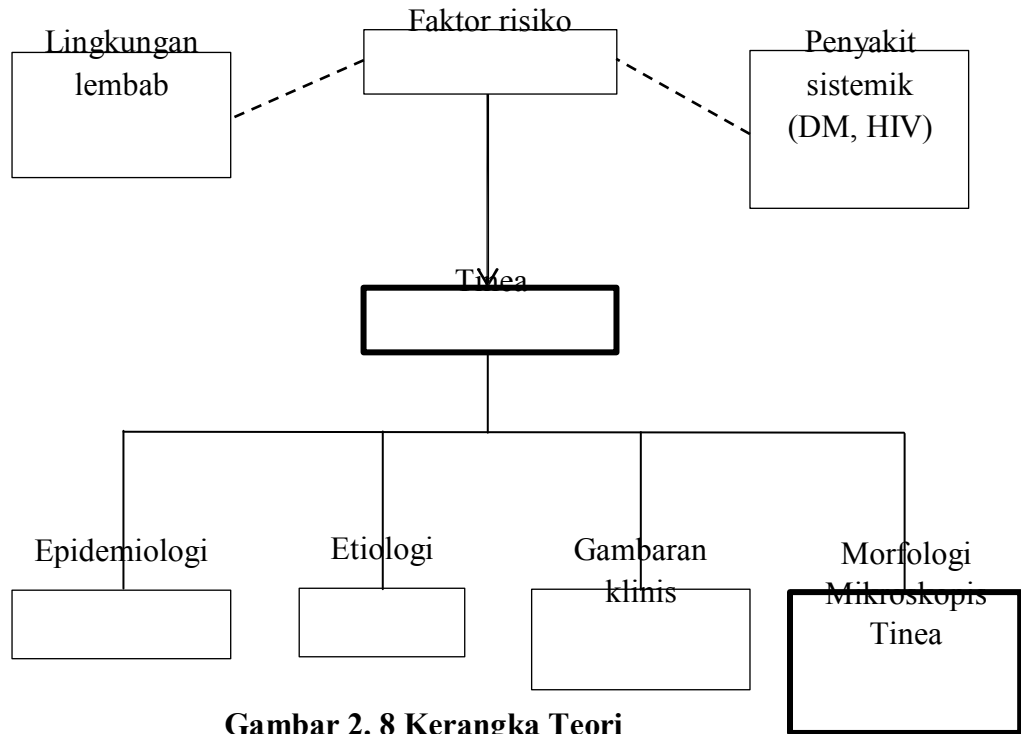 Faktor risiko
Lingkungan
lembab
Penyakit
sistemik
(DM, HIV)
Tinea
Epidemiologi
Etiologi
Gambaran
klinis
Morfologi
Mikroskopis
Tinea
Gambar 2. 8 Kerangka Teori